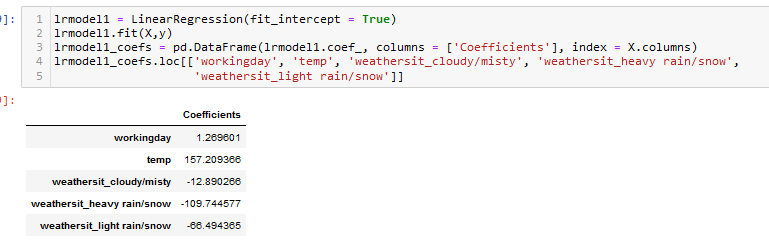 ]:
1 lrmodel1 = LinearRegression(fit_intercept = True)
2 lrmodel1.fit(X,y)
3 lrmodel1_coefs = pd.DataFrame(lrmodel1.coef_, columns = ['Coefficients'], index = X.columns)
4 lrmodel1_coefs.loc[['workingday', 'temp', 'weathersit_cloudy/misty', 'weathersit_heavy rain/snow',
5 'weathersit_light rain/snow']]
]:
Coefficients
workingday 1.269601
temp 157.209366
weathersit_cloudy/misty -12.890266
weathersit_heavy rain/snow -109.744577
weathersit_light rain/snow -66.494365